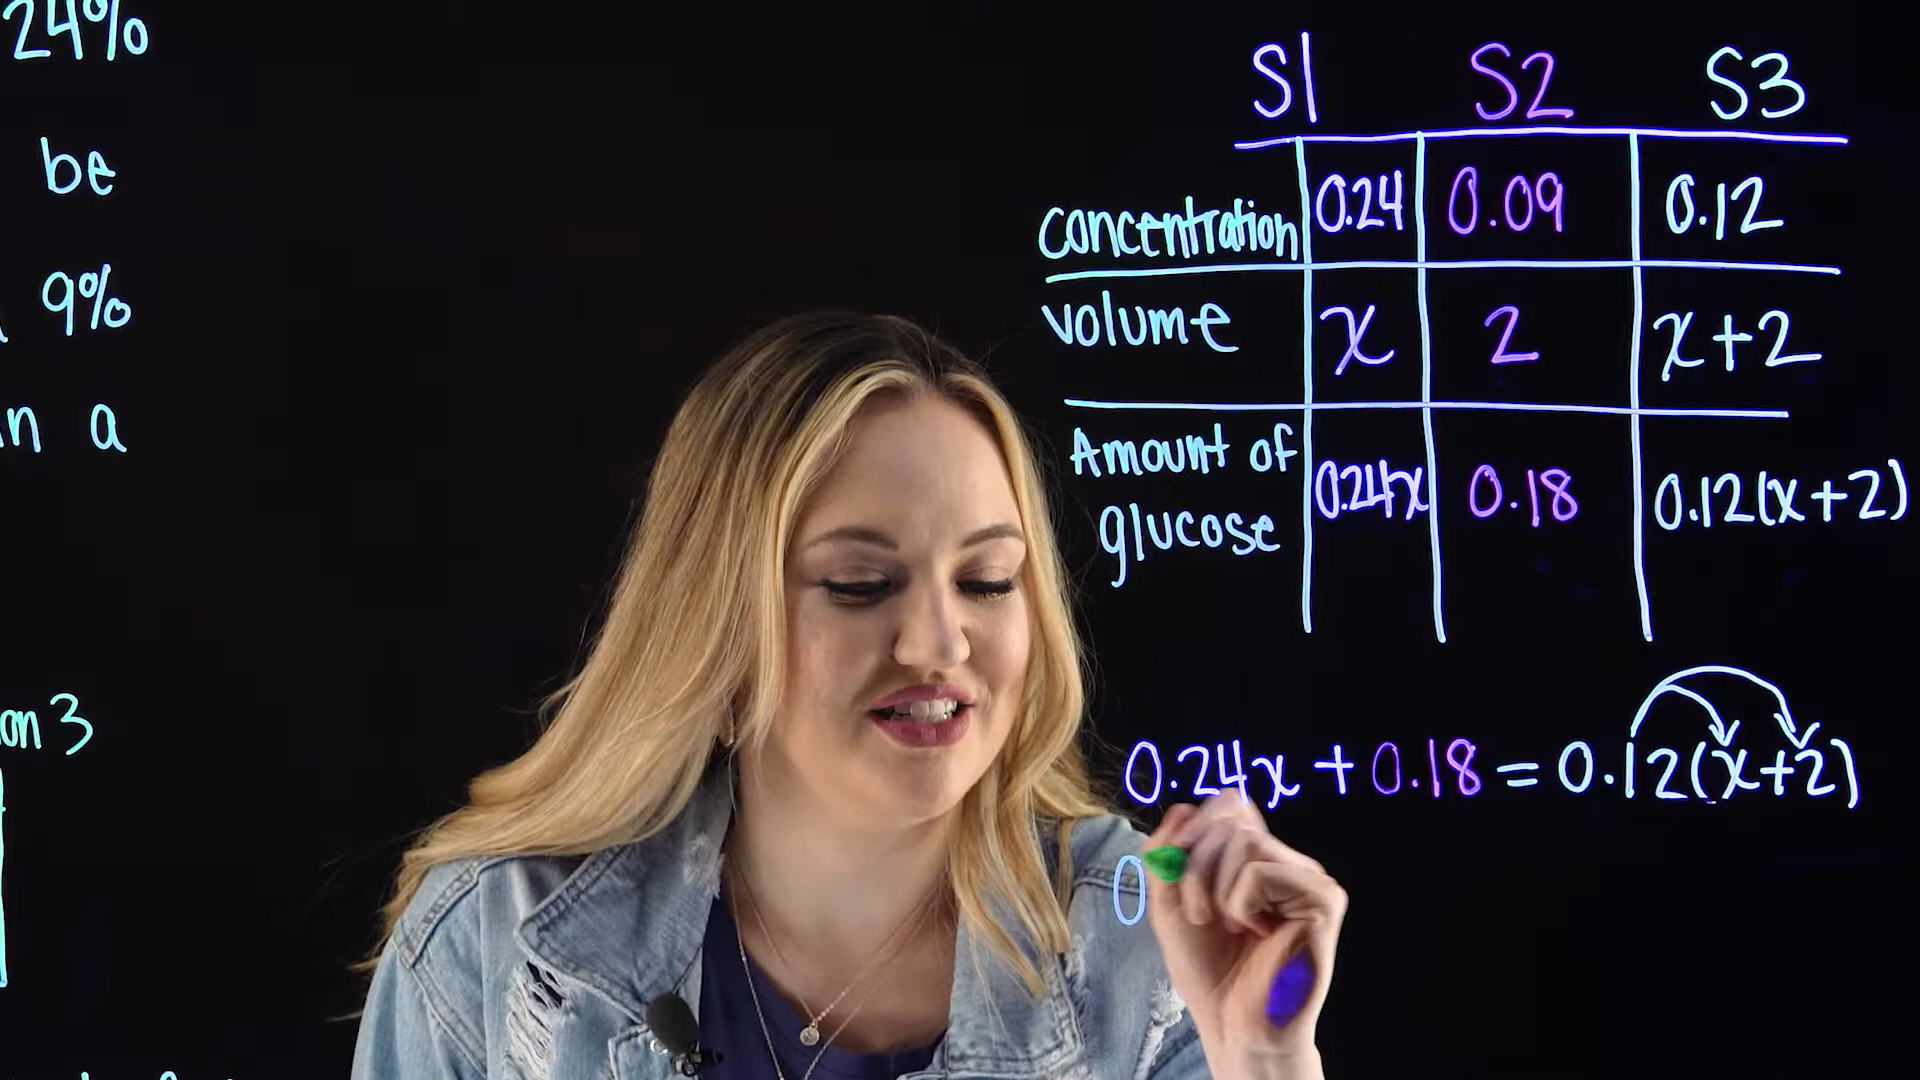 24%
be
9%
in a
on 3
S1 S2 S3
concentration 0.24 0.09 0.12
volume x 2 x+2
Amount of
glucose 0.24x 0.18 0.12(x+2)
0.24x + 0.18 = 0.12(x+2)
0